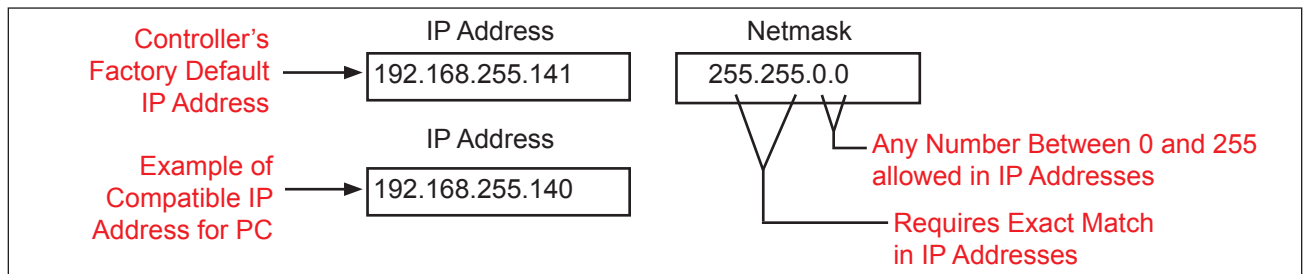 Controller's
Factory Default
IP Address
IP Address
192.168.255.141
Netmask
255.255.0.0
Example of
Compatible IP
Address for PC
IP Address
192.168.255.140
Any Number Between 0 and 255
allowed in IP Addresses
Requires Exact Match
in IP Addresses